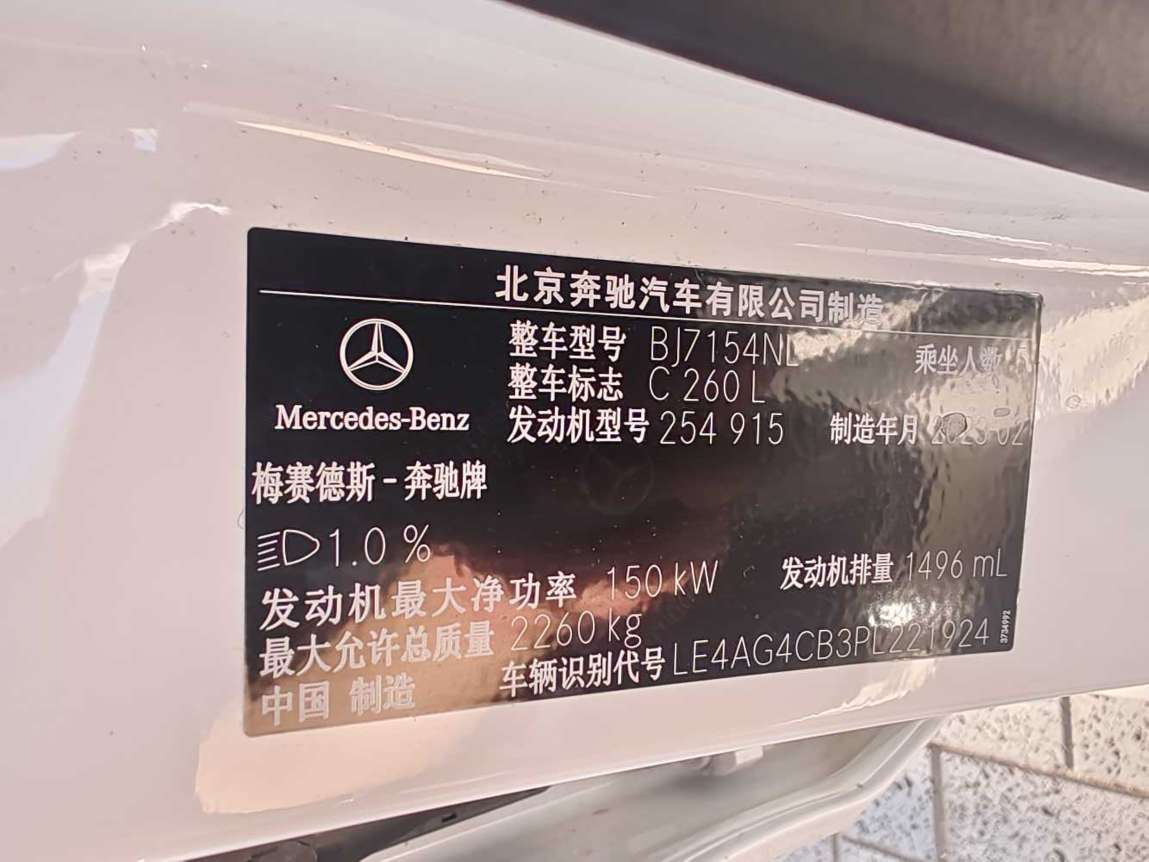 北京奔驰汽车有限公司制造
Mercedes-Benz
整车型号 BJ7154NL 乘坐人数 5
整车标志 C 260 L
发动机型号 254 915 制造年月 2023 02
梅赛德斯-奔驰牌
1.0 %
发动机最大净功率 150 kW 发动机排量 1496 mL
最大允许总质量 2260 kg
车辆识别代号 LE4AG4CB3PL221924
中国 制造
3734992